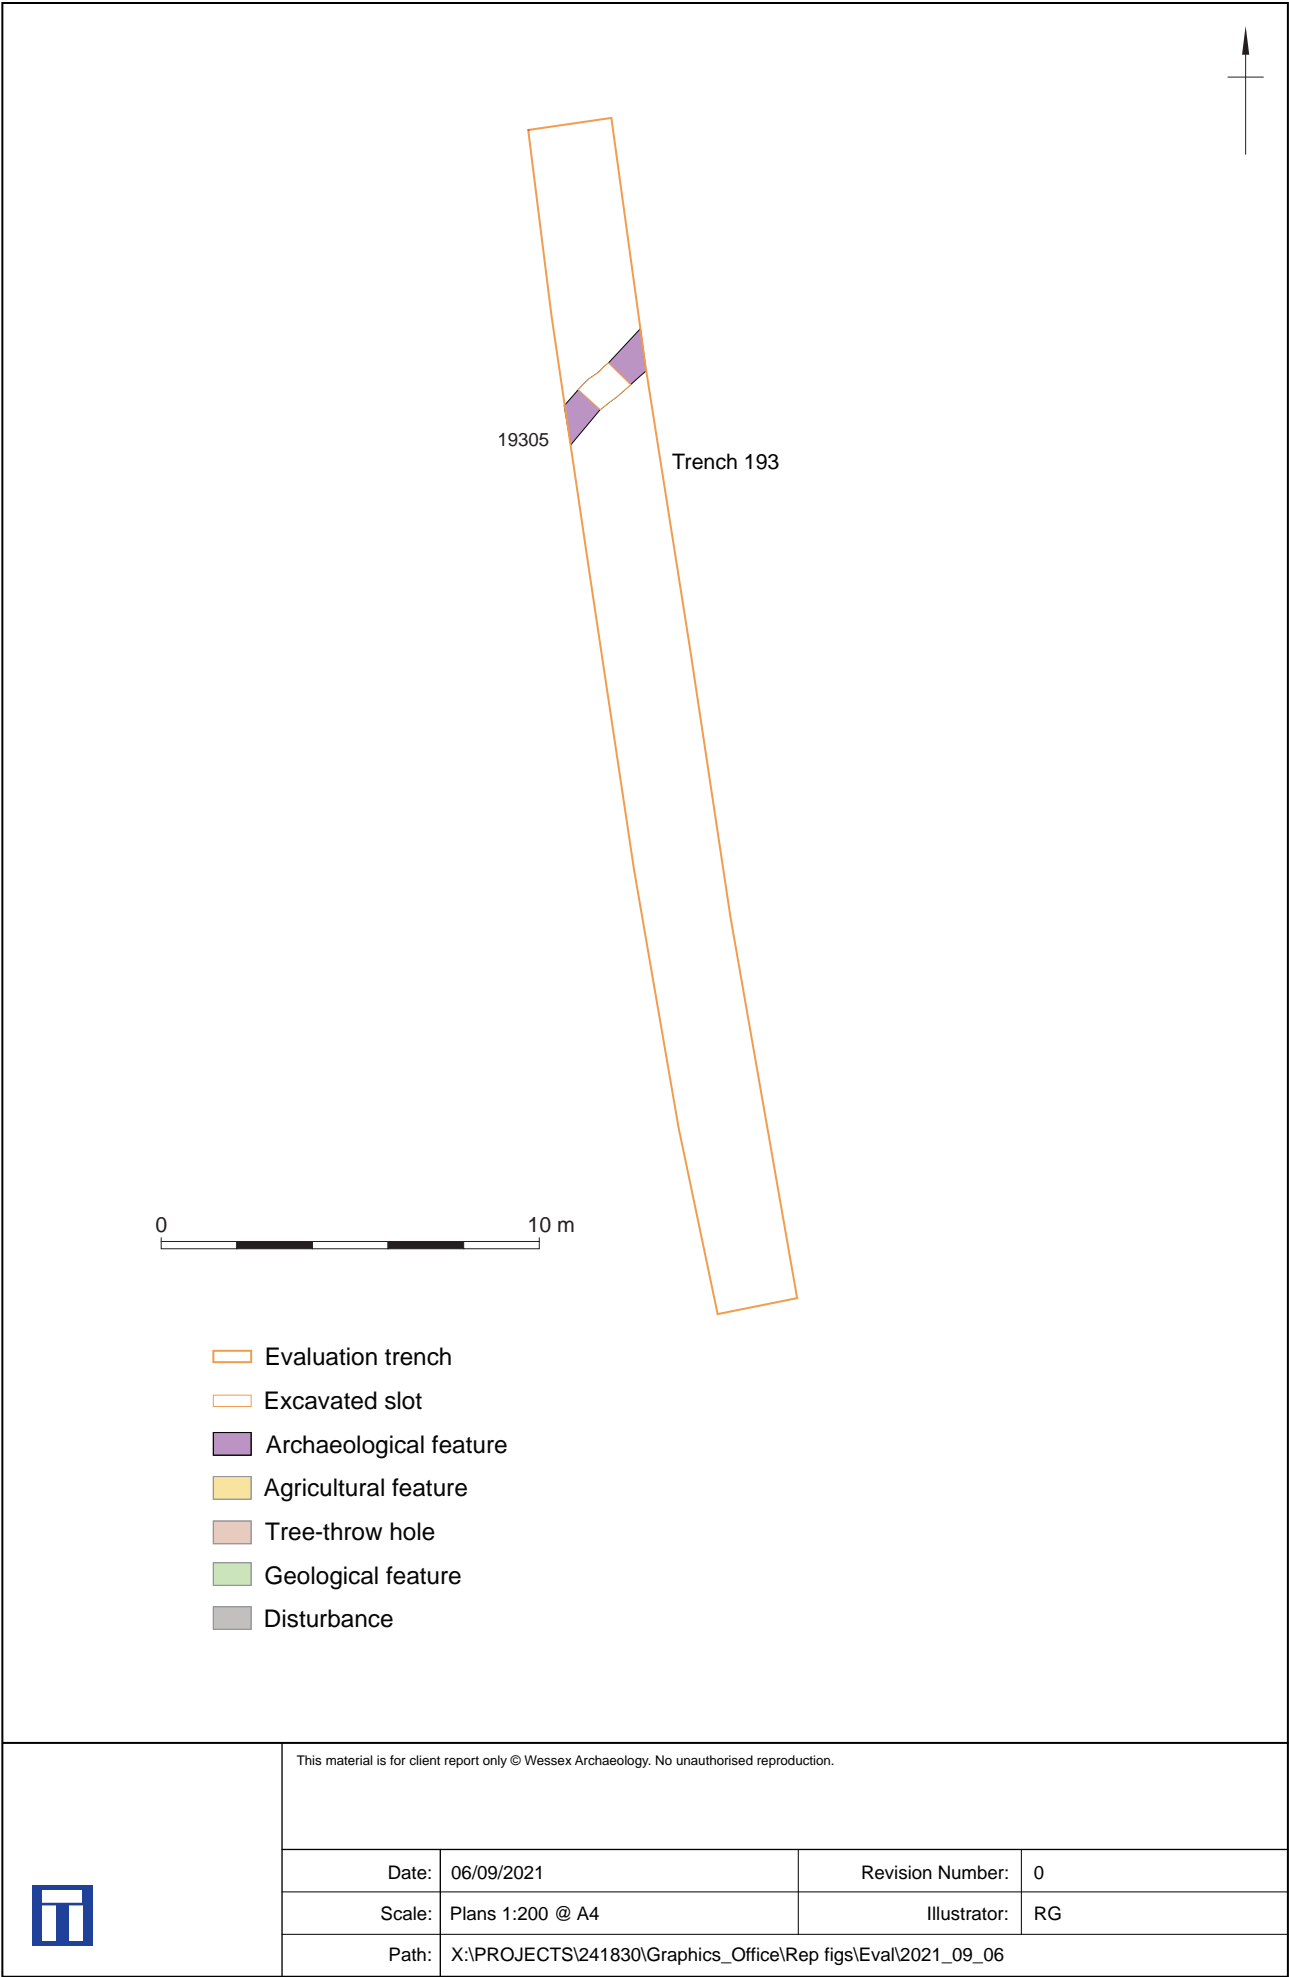 19305
Trench 193
0 10 m
Evaluation trench
Excavated slot
Archaeological feature
Agricultural feature
Tree-throw hole
Geological feature
Disturbance
This material is for client report only © Wessex Archaeology. No unauthorised reproduction.
Date: 06/09/2021 Revision Number: 0
Scale: Plans 1:200 @ A4 Illustrator: RG
Path: X:\PROJECTS\241830\Graphics_Office\Rep figs\Eval\2021_09_06